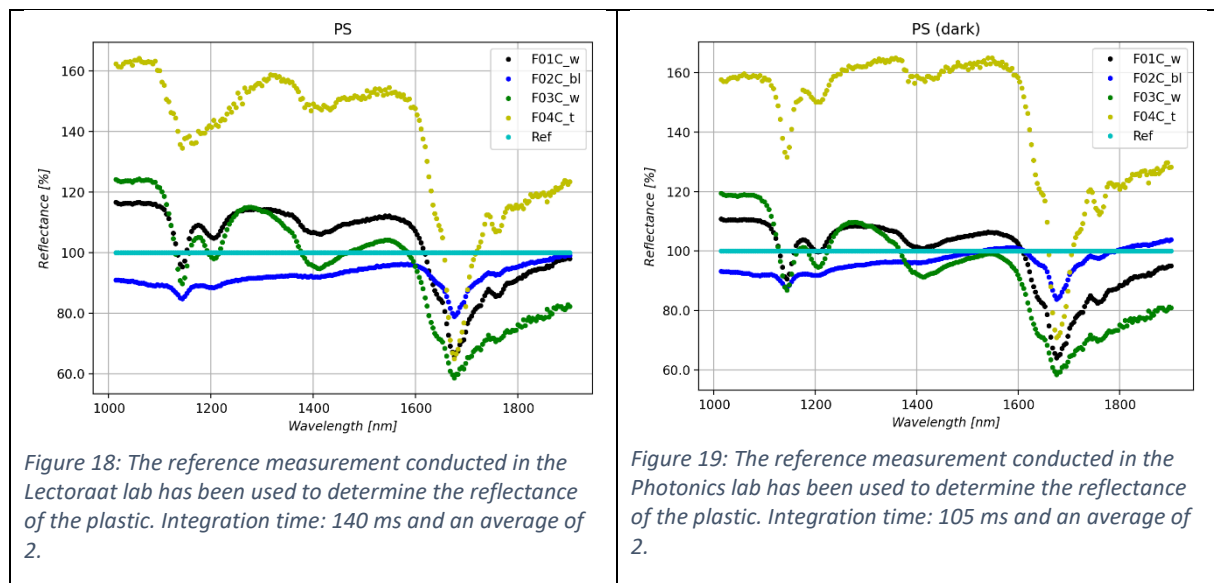 PS
160
140
120
100
80.0
60.0
Reflectance [%]
1000
1200
1400
1600
1800
Wavelength [nm]
F01C_w
F02C_bl
F03C_w
F04C_t
Ref
Figure 18: The reference measurement conducted in the
Lectoraat lab has been used to determine the reflectance
of the plastic. Integration time: 140 ms and an average of
2.
PS (dark)
160
140
120
100
80.0
60.0
Reflectance [%]
1000
1200
1400
1600
1800
Wavelength [nm]
F01C_w
F02C_bl
F03C_w
F04C_t
Ref
Figure 19: The reference measurement conducted in the
Photonics lab has been used to determine the reflectance
of the plastic. Integration time: 105 ms and an average of
2.